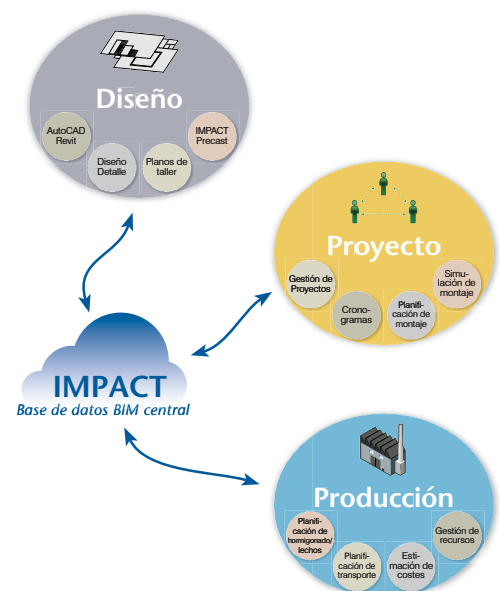 Diseño
AutoCAD
Revit
Diseño
Detalle
Planos de
taller
IMPACT
Precast
Proyecto
Gestión de
Proyectos
Crono-
gramas
Planifi-
cación de
montaje
Simu-
lación de
montaje
IMPACT
Base de datos BIM central
Producción
Planifi-
cación de
hormigonado/
lechos
Planifi-
cación de
transporte
Esti-
mación de
costes
Gestión de
recursos